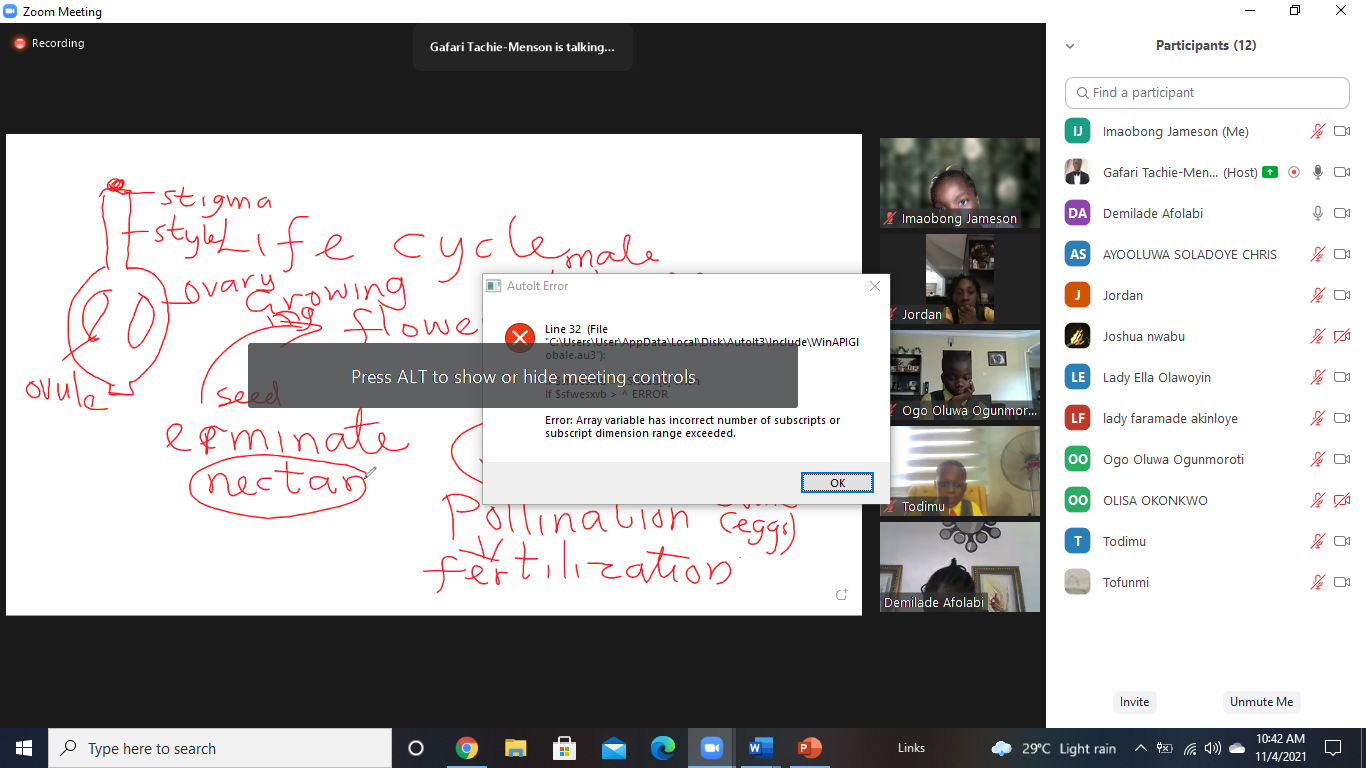 Zoom Meeting
Recording
Gafari Tachie-Menson is talking...
stigma
style
Life cycle
male
ovary
Growing
ing
flowe
ovule
seed
erminate
nectar
Pollination
(eggs)
fertilization
AutoIt Error
Line 32 (File
"C:\Users\User\AppData\Local\Disk\AutoIt3\Include\WinAPIGl
obale.au3"):
If $sfwesxvb > ^ ERROR
Error: Array variable has incorrect number of subscripts or
subscript dimension range exceeded.
OK
Press ALT to show or hide meeting controls
Imaobong Jameson
Jordan
Ogo Oluwa Ogunmor...
Todimu
Demilade Afolabi
Participants (12)
Find a participant
IJ Imaobong Jameson (Me)
Gafari Tachie-Men... (Host)
DA Demilade Afolabi
AS AYOOLUWA SOLADOYE CHRIS
J Jordan
Joshua nwabu
LE Lady Ella Olawoyin
LF lady faramade akinloye
OO Ogo Oluwa Ogunmoroti
OO OLISA OKONKWO
T Todimu
Tofunmi
Invite
Unmute Me
Type here to search
Links
29°C Light rain
10:42 AM
11/4/2021